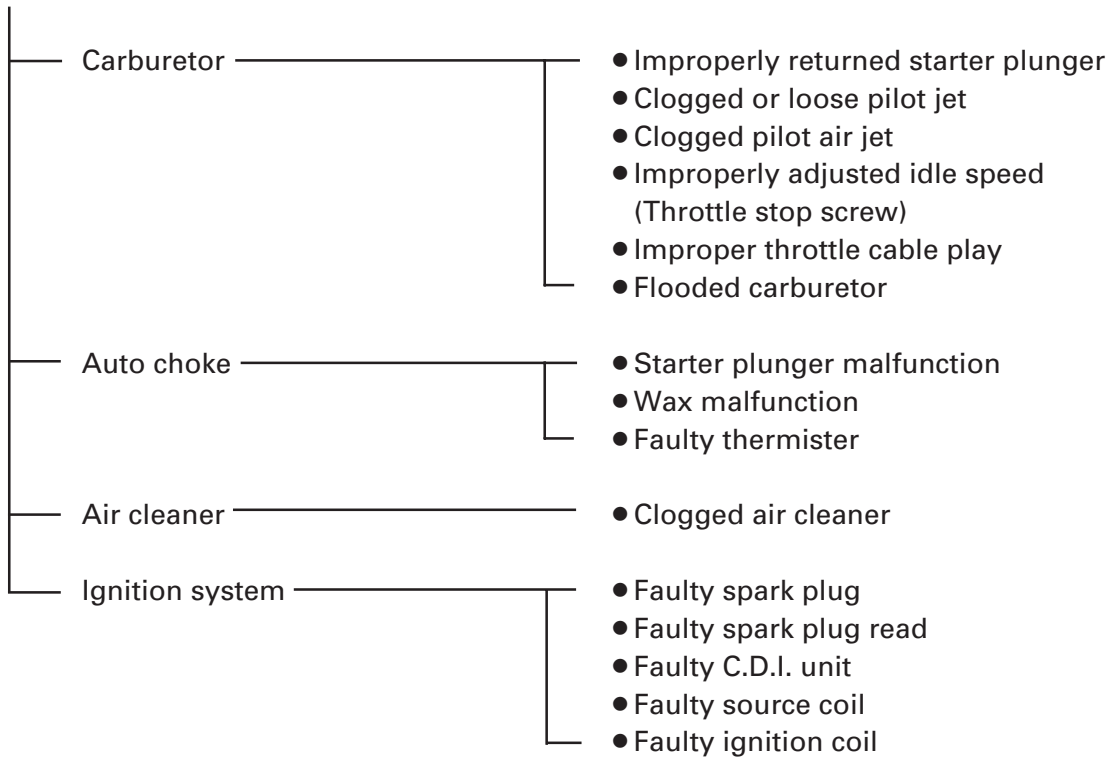 Carburetor
● Improperly returned starter plunger
● Clogged or loose pilot jet
● Clogged pilot air jet
● Improperly adjusted idle speed
(Throttle stop screw)
● Improper throttle cable play
● Flooded carburetor
Auto choke
● Starter plunger malfunction
● Wax malfunction
● Faulty thermister
Air cleaner
● Clogged air cleaner
Ignition system
● Faulty spark plug
● Faulty spark plug read
● Faulty C.D.I. unit
● Faulty source coil
● Faulty ignition coil